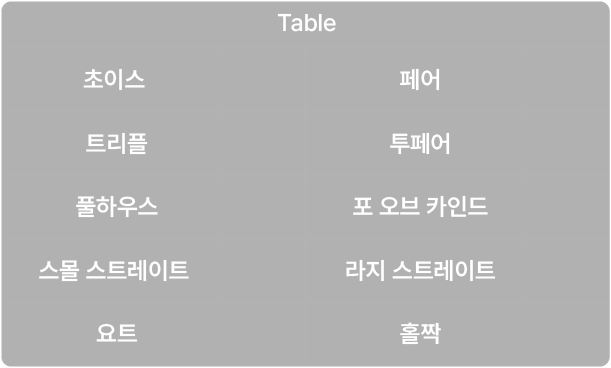 Table
초이스 페어
트리플 투페어
풀하우스 포 오브 카인드
스몰 스트레이트 라지 스트레이트
요트 홀짝